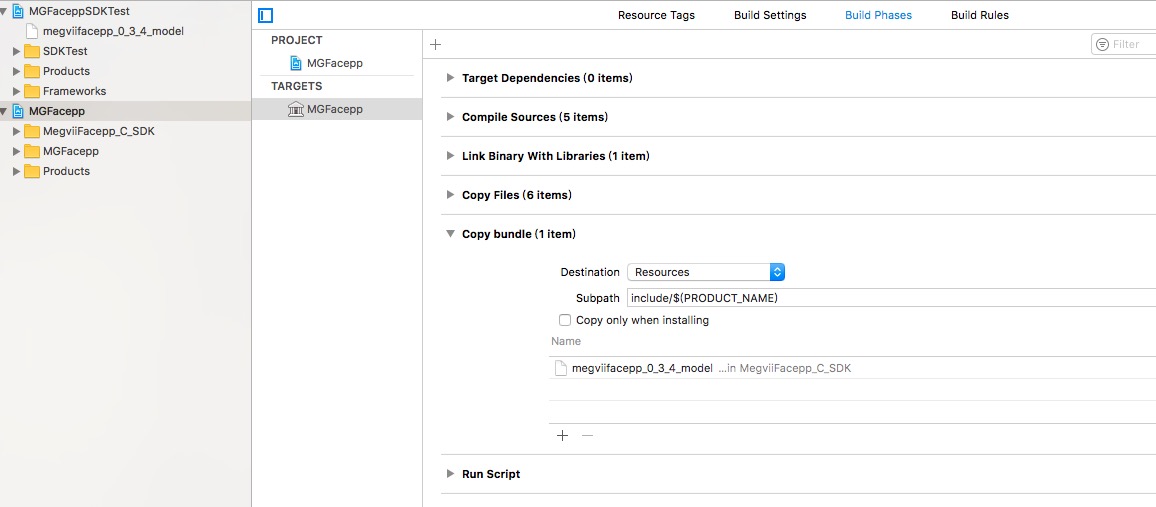 MGFaceppSDKTest
megviifacepp_0_3_4_model
SDKTest
Products
Frameworks
MGFacepp
MegviiFacepp_C_SDK
MGFacepp
Products
Resource Tags
Build Settings
Build Phases
Build Rules
PROJECT
MGFacepp
TARGETS
MGFacepp
Filter
Target Dependencies (0 items)
Compile Sources (5 items)
Link Binary With Libraries (1 item)
Copy Files (6 items)
Copy bundle (1 item)
Destination Resources
Subpath include/$(PRODUCT_NAME)
Copy only when installing
Name
megviifacepp_0_3_4_model ...in MegviiFacepp_C_SDK
Run Script